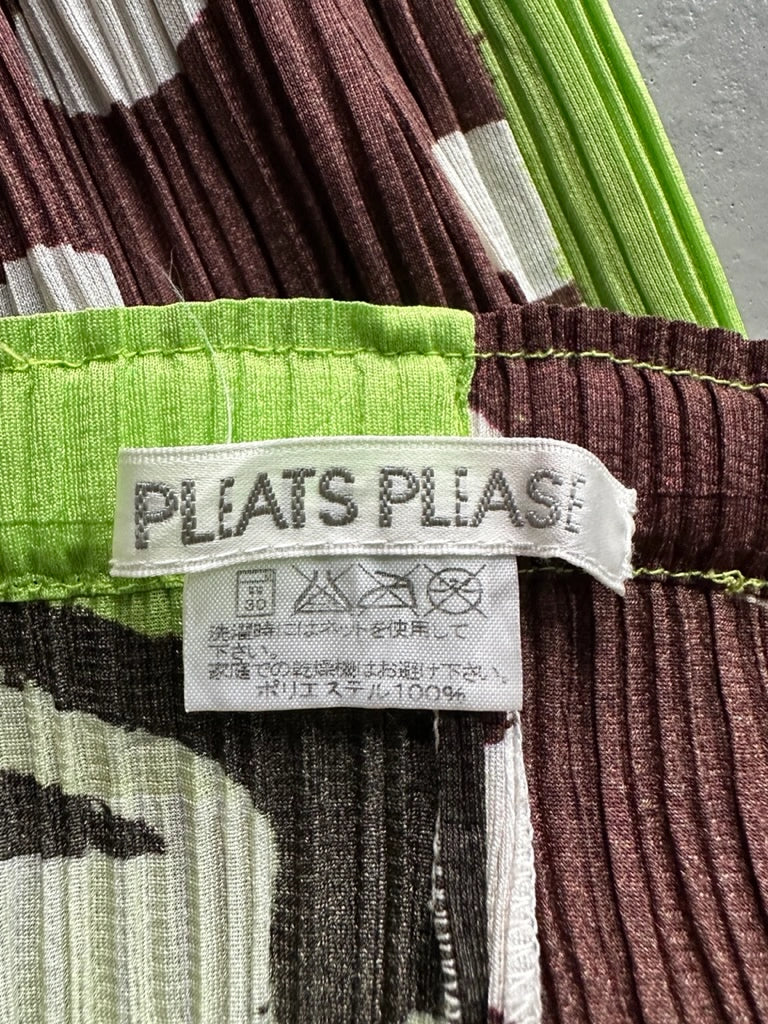 PLEATS PLEASE
弱
30
洗濯時にはネットを使用して
下さい。
家庭での乾燥機はお避け下さい。
ポリエステル100%